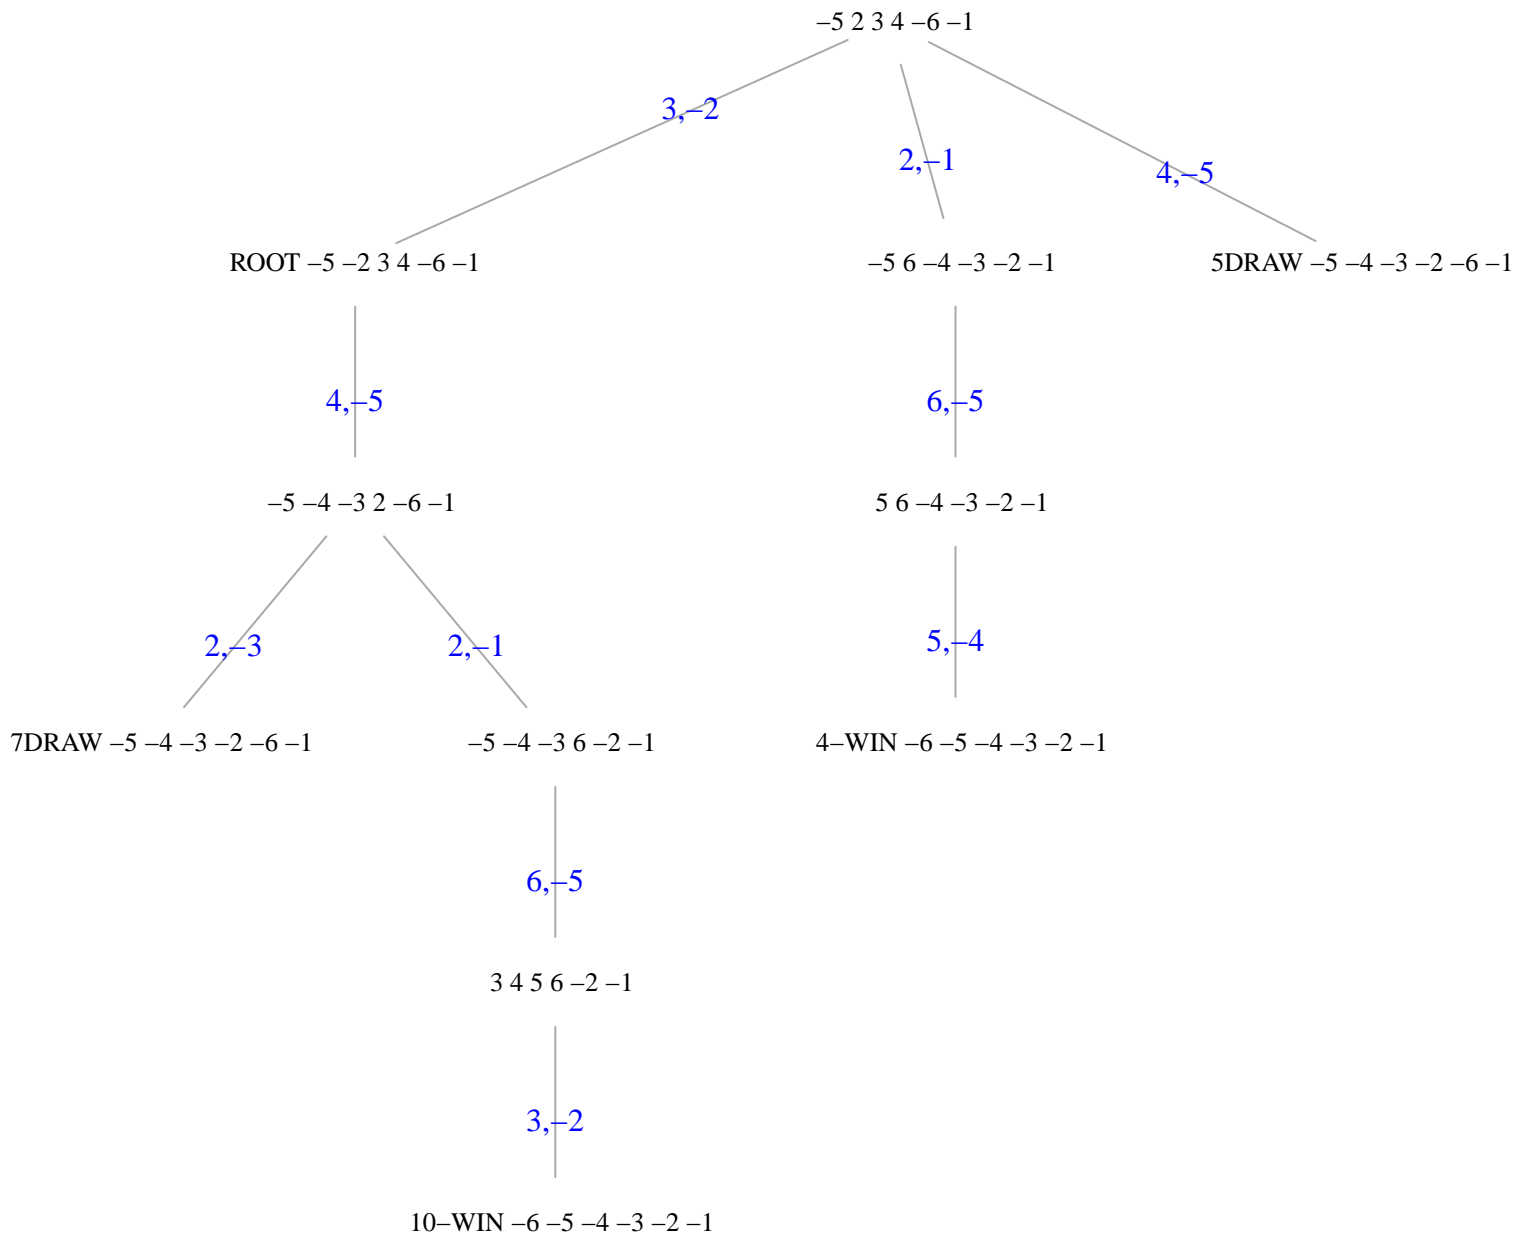 –5 2 3 4 –6 –1
3,–2
2,–1
4,–5
ROOT –5 –2 3 4 –6 –1
–5 6 –4 –3 –2 –1
5DRAW –5 –4 –3 –2 –6 –1
4,–5
6,–5
–5 –4 –3 2 –6 –1
5 6 –4 –3 –2 –1
2,–3
2,–1
5,–4
7DRAW –5 –4 –3 –2 –6 –1
–5 –4 –3 6 –2 –1
4–WIN –6 –5 –4 –3 –2 –1
6,–5
3 4 5 6 –2 –1
3,–2
10–WIN –6 –5 –4 –3 –2 –1